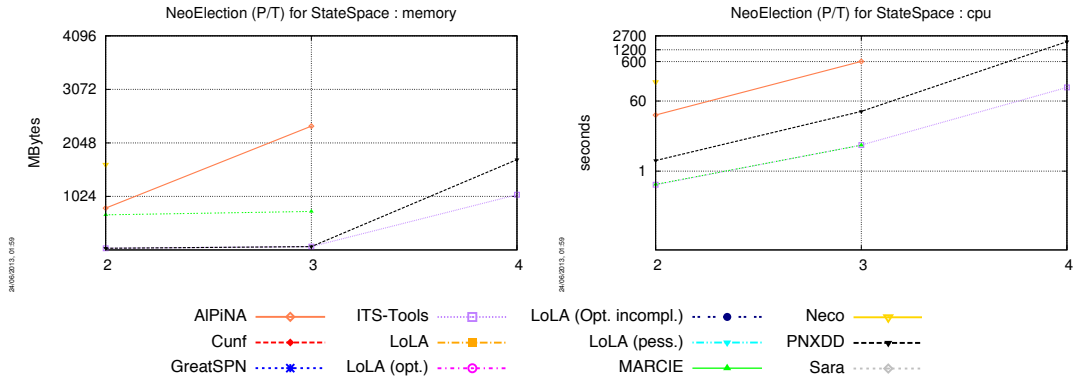 NeoElection (P/T) for StateSpace : memory
4096
3072
2048
1024
MBytes
2 3 4
24/06/2013, 01:59
NeoElection (P/T) for StateSpace : cpu
2700
1200
600
60
1
seconds
2 3 4
24/06/2013, 01:59
AlPiNA ITS-Tools LoLA (Opt. incompl.) Neco
Cunf LoLA LoLA (pess.) PNXDD
GreatSPN LoLA (opt.) MARCIE Sara